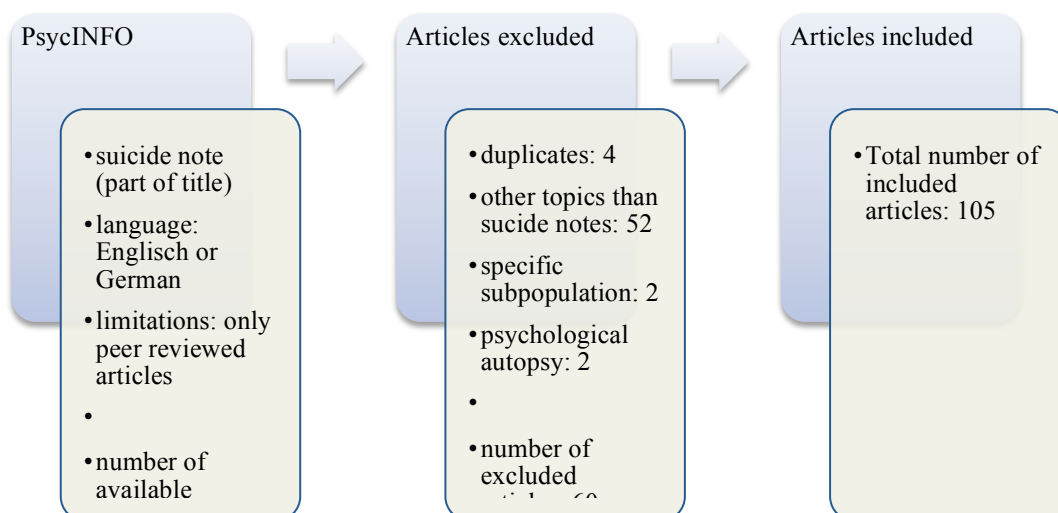 PsycINFO
•suicide note
(part of title)
•language:
Englisch or
German
•limitations: only
peer reviewed
articles
•
•number of
available
Articles excluded
•duplicates: 4
•other topics than
sucide notes: 52
•specific
subpopulation: 2
•psychological
autopsy: 2
•
•number of
excluded
Articles included
•Total number of
included
articles: 105